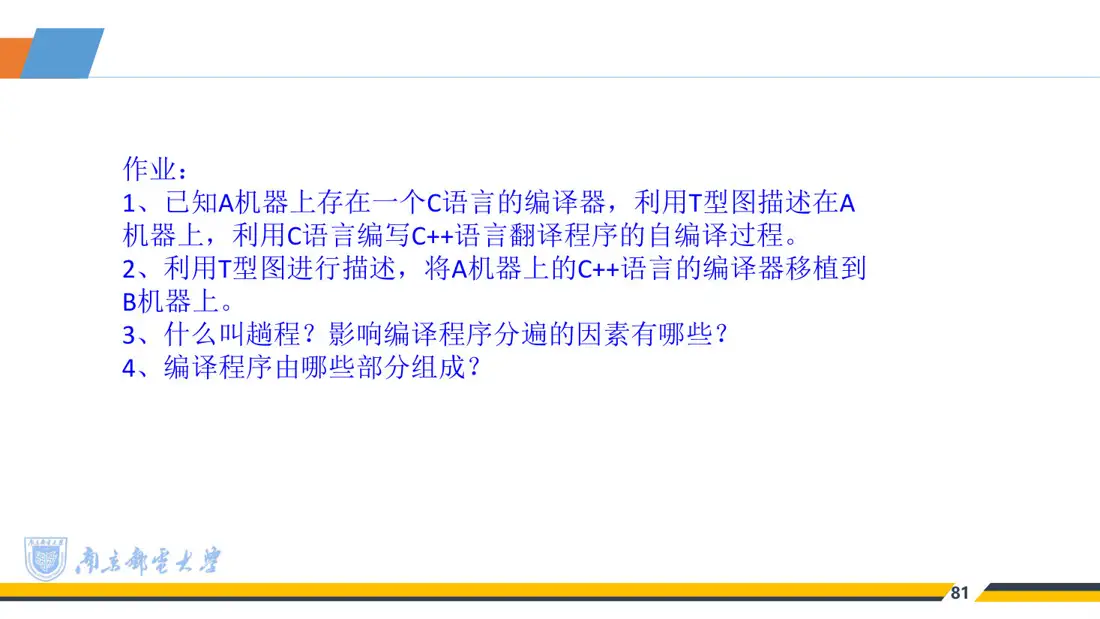 作业：
1、已知A机器上存在一个C语言的编译器，利用T型图描述在A
机器上，利用C语言编写C++语言翻译程序的自编译过程。
2、利用T型图进行描述，将A机器上的C++语言的编译器移植到
B机器上。
3、什么叫趟程？影响编译程序分遍的因素有哪些？
4、编译程序由哪些部分组成？
南京邮电大学
81